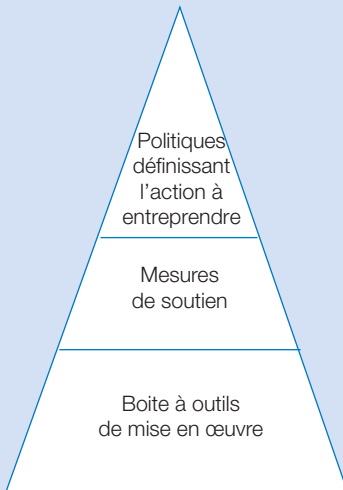 Politiques
définissant
l’action à
entreprendre
Mesures
de soutien
Boite à outils
de mise en œuvre